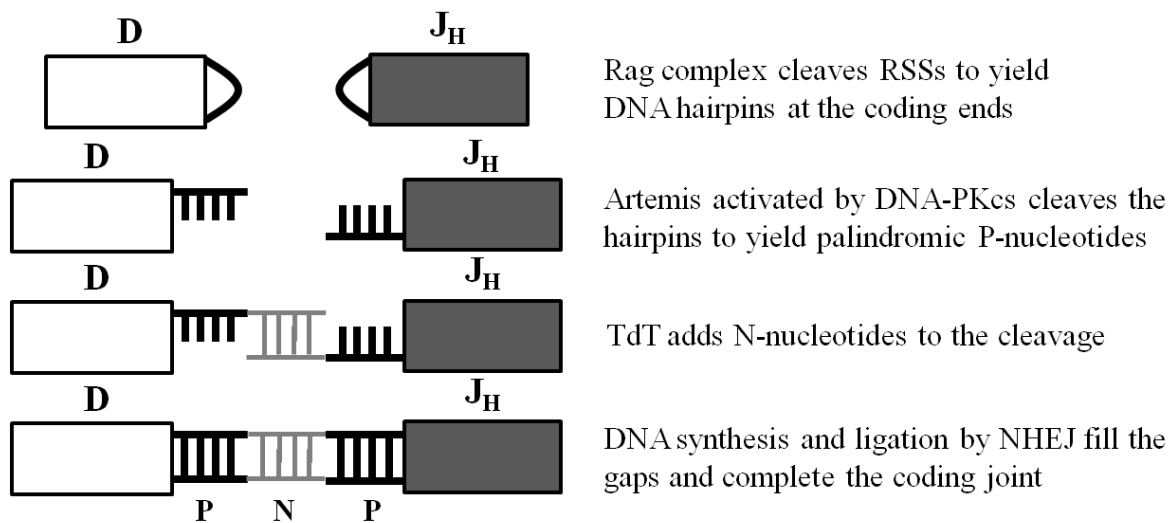 D J_H
Rag complex cleaves RSSs to yield
DNA hairpins at the coding ends
D J_H
Artemis activated by DNA-PKcs cleaves the
hairpins to yield palindromic P-nucleotides
D J_H
TdT adds N-nucleotides to the cleavage
D J_H
DNA synthesis and ligation by NHEJ fill the
gaps and complete the coding joint
P N P